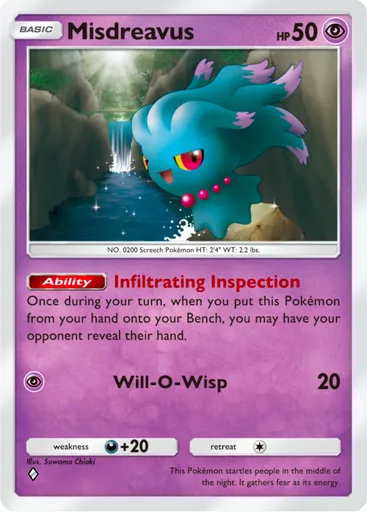 BASIC
Misdreavus
HP 50
NO. 0200 Screech Pokémon HT: 2'4" WT: 2.2 lbs.
Ability Infiltrating Inspection
Once during your turn, when you put this Pokémon
from your hand onto your Bench, you may have your
opponent reveal their hand.
Will-O-Wisp 20
weakness +20
retreat
Illus. Suwama Chiaki
This Pokémon startles people in the middle of
the night. It gathers fear as its energy.